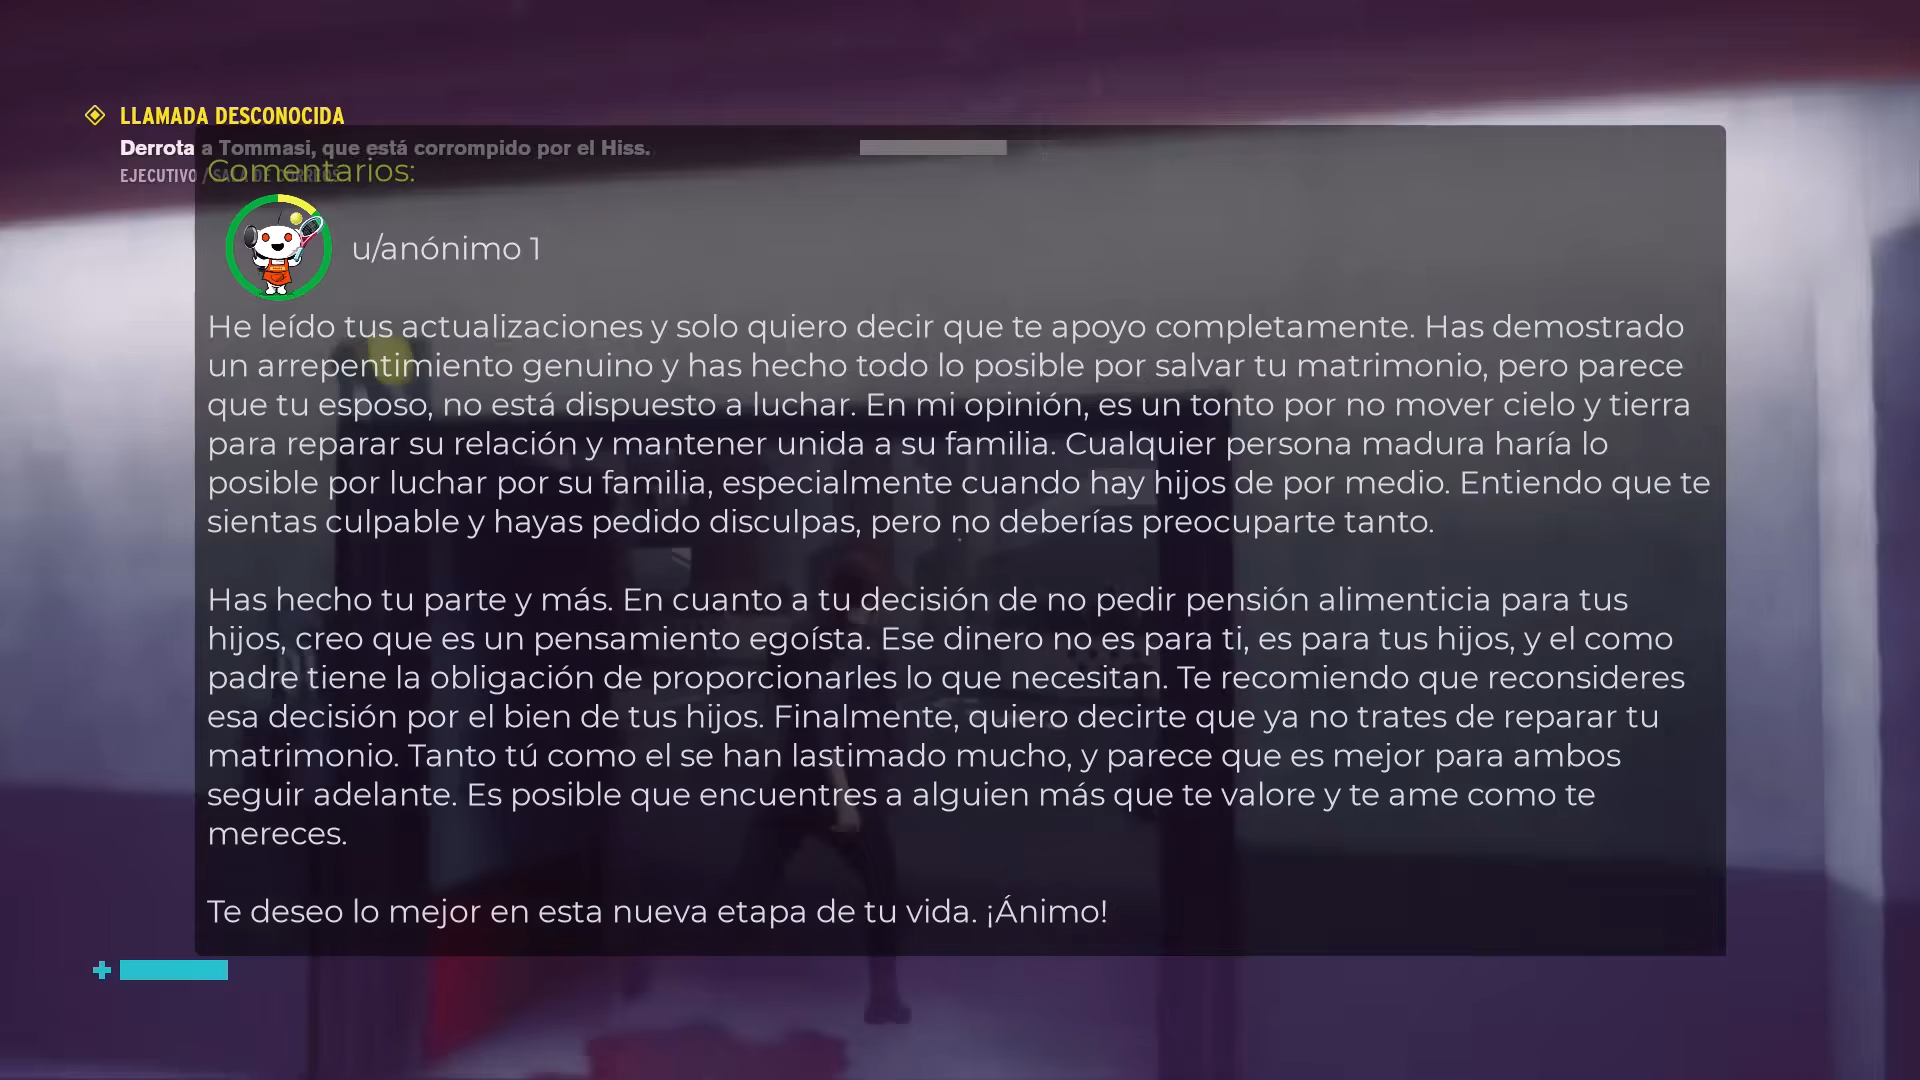 LLAMADA DESCONOCIDA
Derrota a Tommasi, que está corrompido por el Hiss.
EJECUTIVO / SALA DE CORREOS
Comentarios:
u/anónimo 1
He leído tus actualizaciones y solo quiero decir que te apoyo completamente. Has demostrado
un arrepentimiento genuino y has hecho todo lo posible por salvar tu matrimonio, pero parece
que tu esposo, no está dispuesto a luchar. En mi opinión, es un tonto por no mover cielo y tierra
para reparar su relación y mantener unida a su familia. Cualquier persona madura haría lo
posible por luchar por su familia, especialmente cuando hay hijos de por medio. Entiendo que te
sientas culpable y hayas pedido disculpas, pero no deberías preocuparte tanto.
Has hecho tu parte y más. En cuanto a tu decisión de no pedir pensión alimenticia para tus
hijos, creo que es un pensamiento egoísta. Ese dinero no es para ti, es para tus hijos, y el como
padre tiene la obligación de proporcionarles lo que necesitan. Te recomiendo que reconsideres
esa decisión por el bien de tus hijos. Finalmente, quiero decirte que ya no trates de reparar tu
matrimonio. Tanto tú como el se han lastimado mucho, y parece que es mejor para ambos
seguir adelante. Es posible que encuentres a alguien más que te valore y te ame como te
mereces.
Te deseo lo mejor en esta nueva etapa de tu vida. ¡Ánimo!